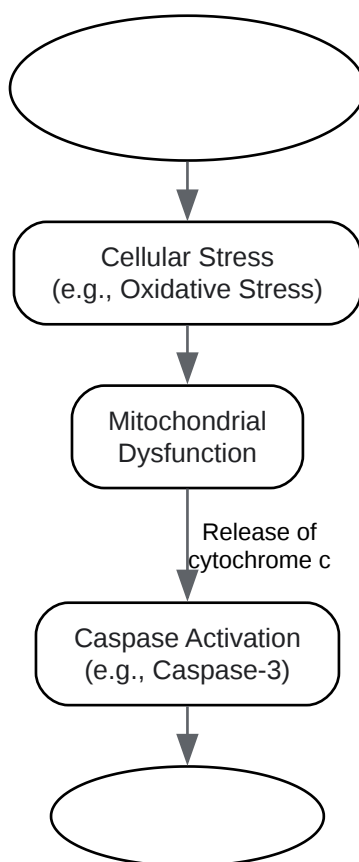 Cellular Stress
(e.g., Oxidative Stress)
Mitochondrial
Dysfunction
Release of
cytochrome c
Caspase Activation
(e.g., Caspase-3)